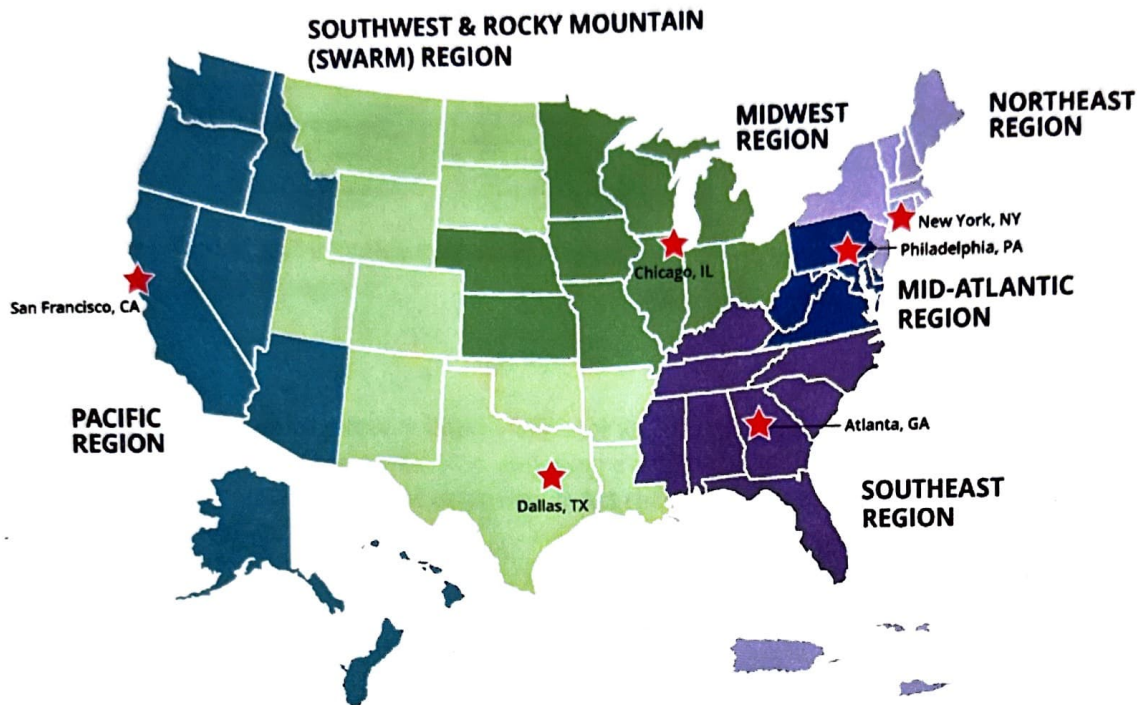 SOUTHWEST & ROCKY MOUNTAIN
(SWARM) REGION
MIDWEST
REGION
NORTHEAST
REGION
New York, NY
Philadelphia, PA
Chicago, IL
MID-ATLANTIC
REGION
San Francisco, CA
PACIFIC
REGION
Atlanta, GA
Dallas, TX
SOUTHEAST
REGION